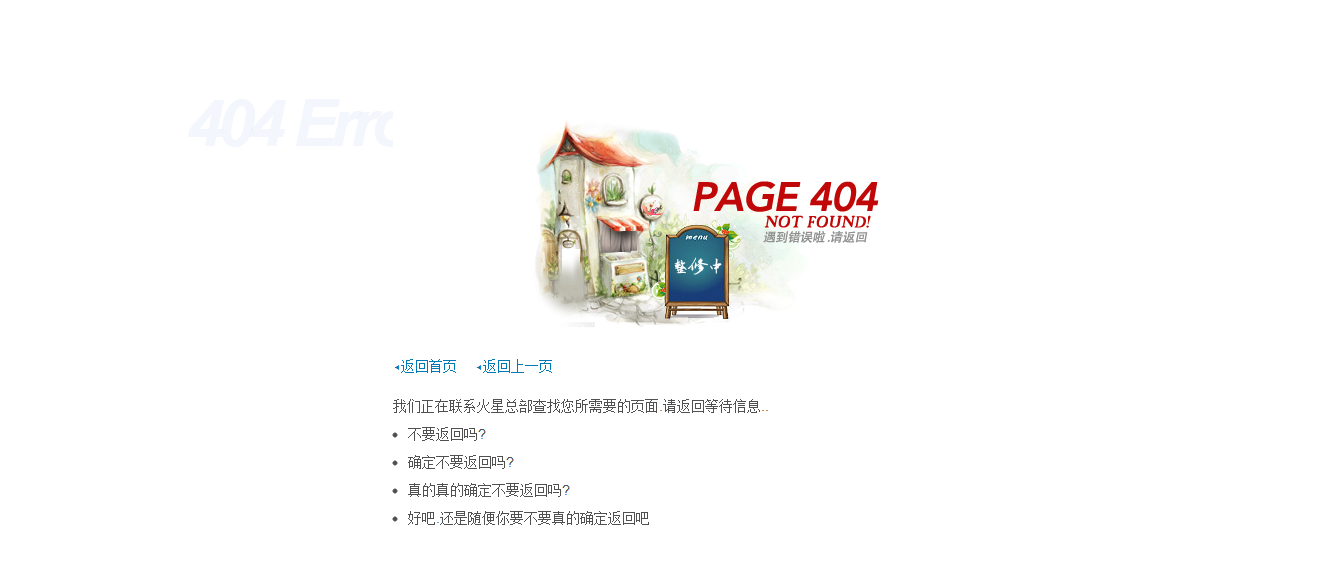 404 Erro
PAGE 404
NOT FOUND!
遇到错误啦 .请返回
menu
整修中
返回首页
返回上一页
我们正在联系火星总部查找您所需要的页面.请返回等待信息..
不要返回吗?
确定不要返回吗?
真的真的确定不要返回吗?
好吧.还是随便你要不要真的确定返回吧